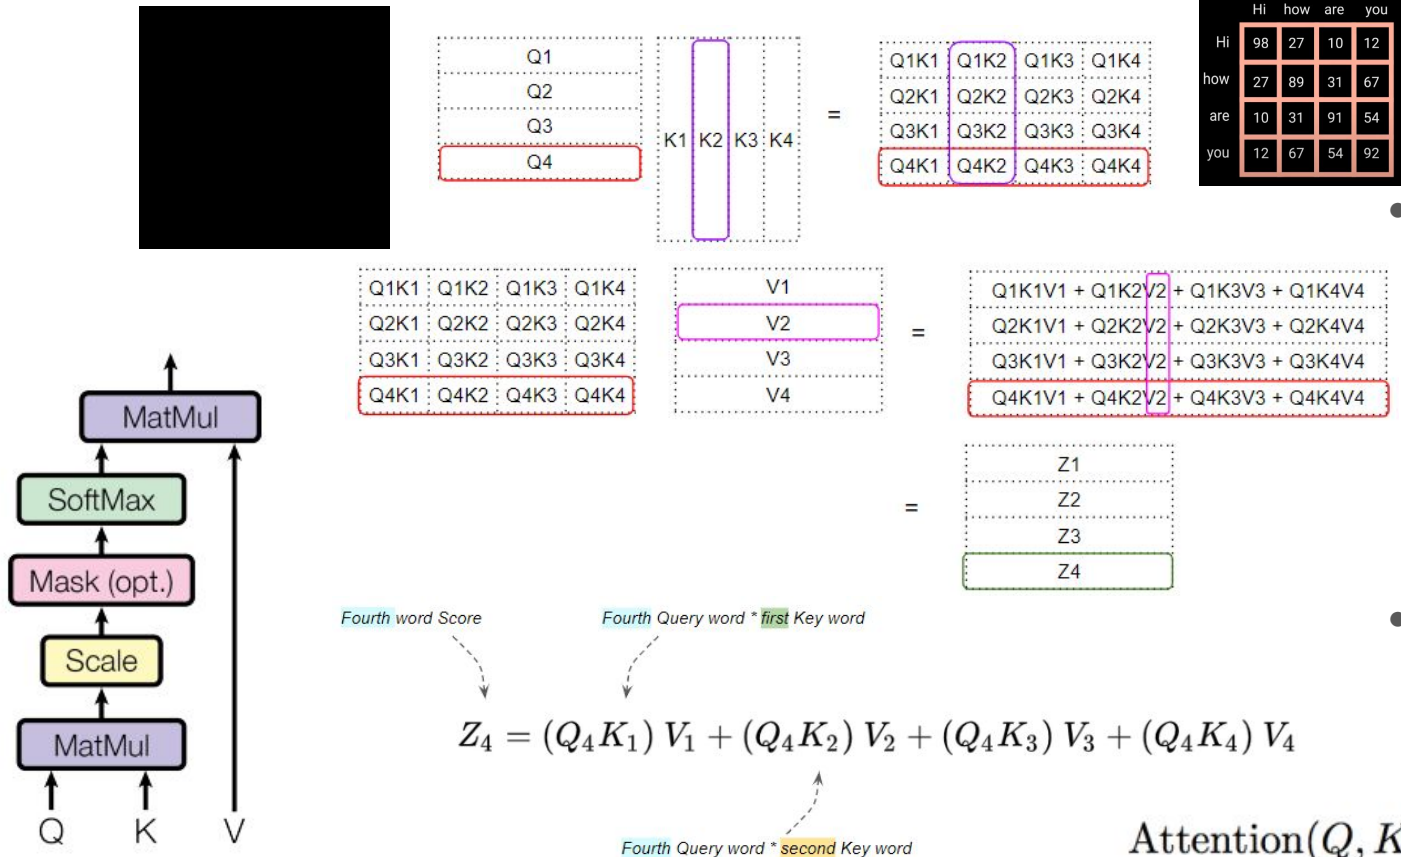 Q1
Q2
Q3
Q4
K1 K2 K3 K4
=
Q1K1 Q1K2 Q1K3 Q1K4
Q2K1 Q2K2 Q2K3 Q2K4
Q3K1 Q3K2 Q3K3 Q3K4
Q4K1 Q4K2 Q4K3 Q4K4
Hi how are you
Hi 98 27 10 12
how 27 89 31 67
are 10 31 91 54
you 12 67 54 92
Q1K1 Q1K2 Q1K3 Q1K4
Q2K1 Q2K2 Q2K3 Q2K4
Q3K1 Q3K2 Q3K3 Q3K4
Q4K1 Q4K2 Q4K3 Q4K4
V1
V2
V3
V4
=
Q1K1V1 + Q1K2V2 + Q1K3V3 + Q1K4V4
Q2K1V1 + Q2K2V2 + Q2K3V3 + Q2K4V4
Q3K1V1 + Q3K2V2 + Q3K3V3 + Q3K4V4
Q4K1V1 + Q4K2V2 + Q4K3V3 + Q4K4V4
=
Z1
Z2
Z3
Z4
MatMul
SoftMax
Mask (opt.)
Scale
MatMul
Q K V
Fourth word Score
Fourth Query word * first Key word
Z₄ = (Q₄K₁) V₁ + (Q₄K₂) V₂ + (Q₄K₃) V₃ + (Q₄K₄) V₄
Fourth Query word * second Key word
Attention(Q, K